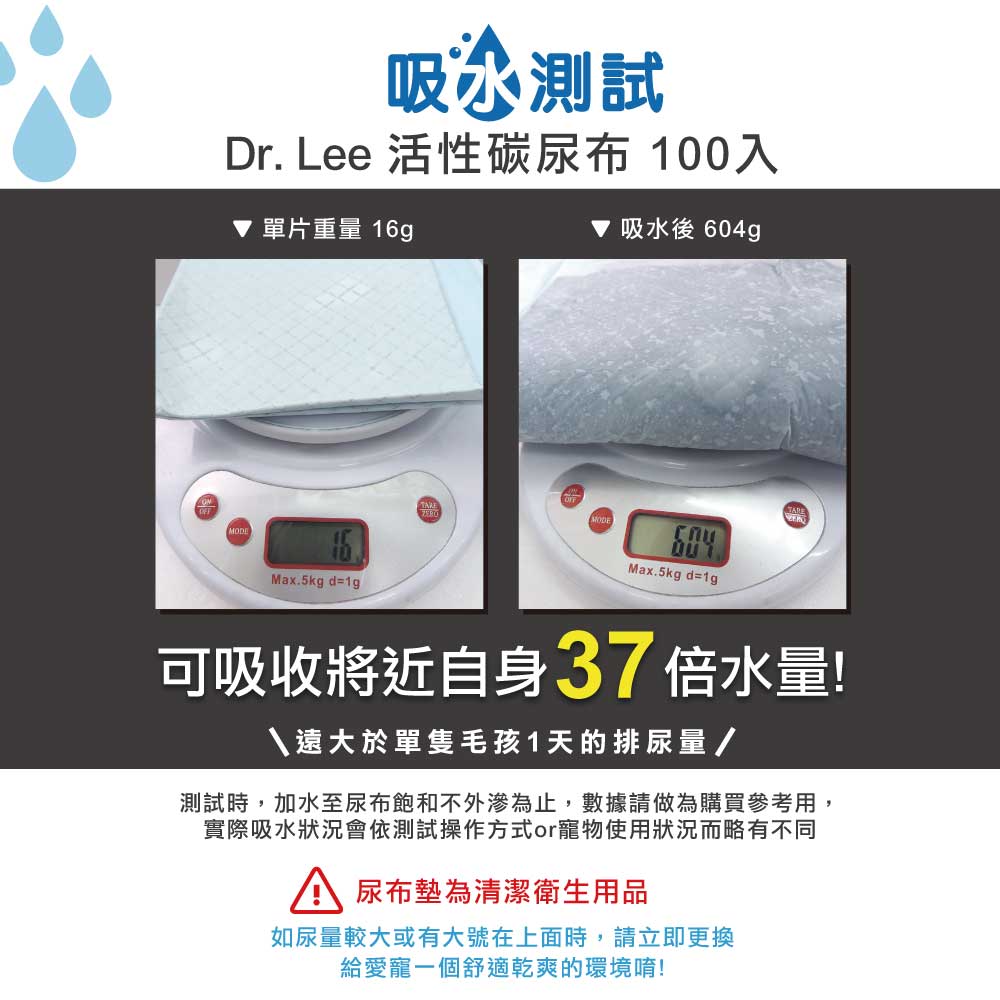 吸水測試
Dr. Lee 活性碳尿布 100入
▼ 單片重量 16g
▼ 吸水後 604g
ON
OFF
MODE
16
TARE
ZERO
Max.5kg d=1g
ON
OFF
MODE
604
TARE
ZERO
Max.5kg d=1g
可吸收將近自身37倍水量!
\遠大於單隻毛孩1天的排尿量/
測試時，加水至尿布飽和不外滲為止，數據請做為購買參考用，
實際吸水狀況會依測試操作方式or寵物使用狀況而略有不同
尿布墊為清潔衛生用品
如尿量較大或有大號在上面時，請立即更換
給愛寵一個舒適乾爽的環境唷!